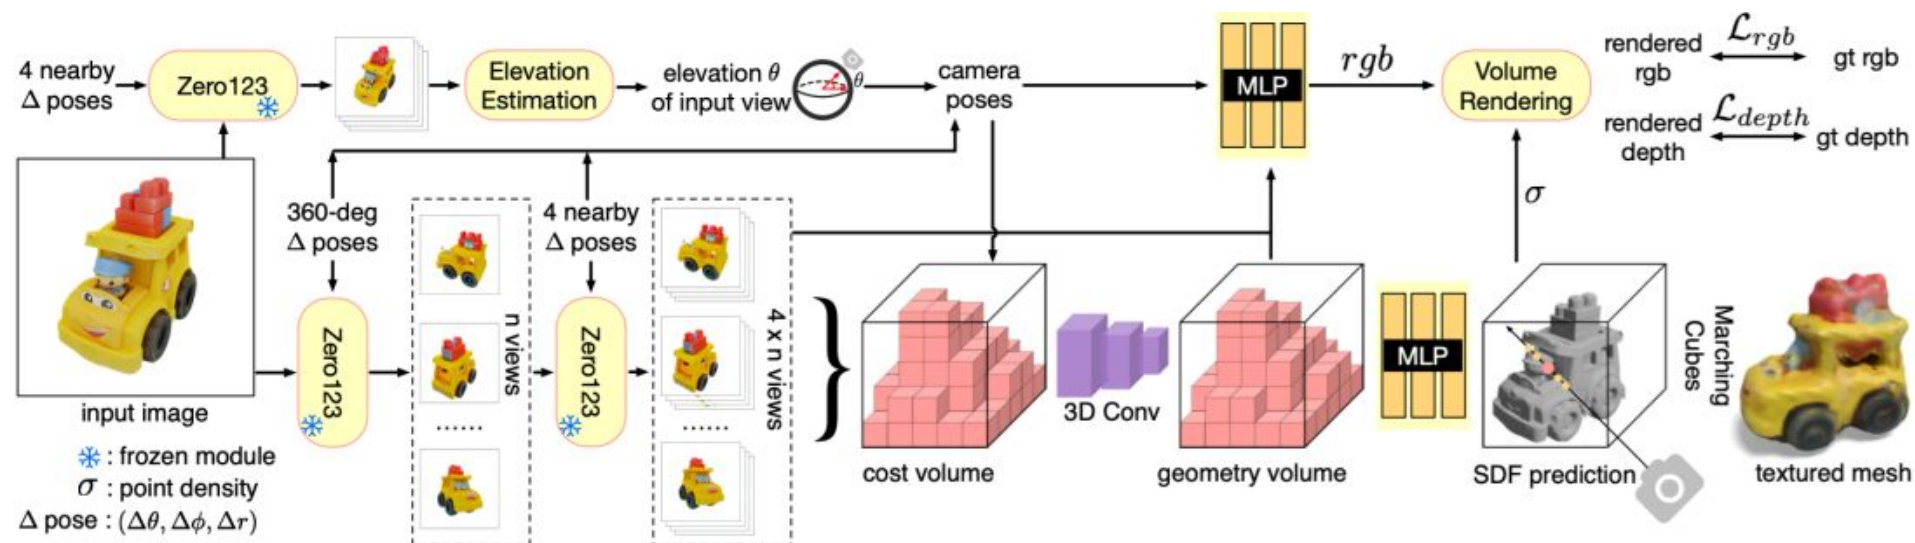 4 nearby
Δ poses
Zero123
Elevation
Estimation
elevation θ
of input view
θ
camera
poses
MLP
rgb
Volume
Rendering
rendered
rgb
ℒrgb
gt rgb
rendered
depth
ℒdepth
gt depth
σ
input image
360-deg
Δ poses
Zero123
n views
4 nearby
Δ poses
Zero123
4 x n views
......
......
cost volume
3D Conv
geometry volume
MLP
SDF prediction
Marching
Cubes
textured mesh
: frozen module
σ : point density
Δ pose : (Δθ, Δϕ, Δr)